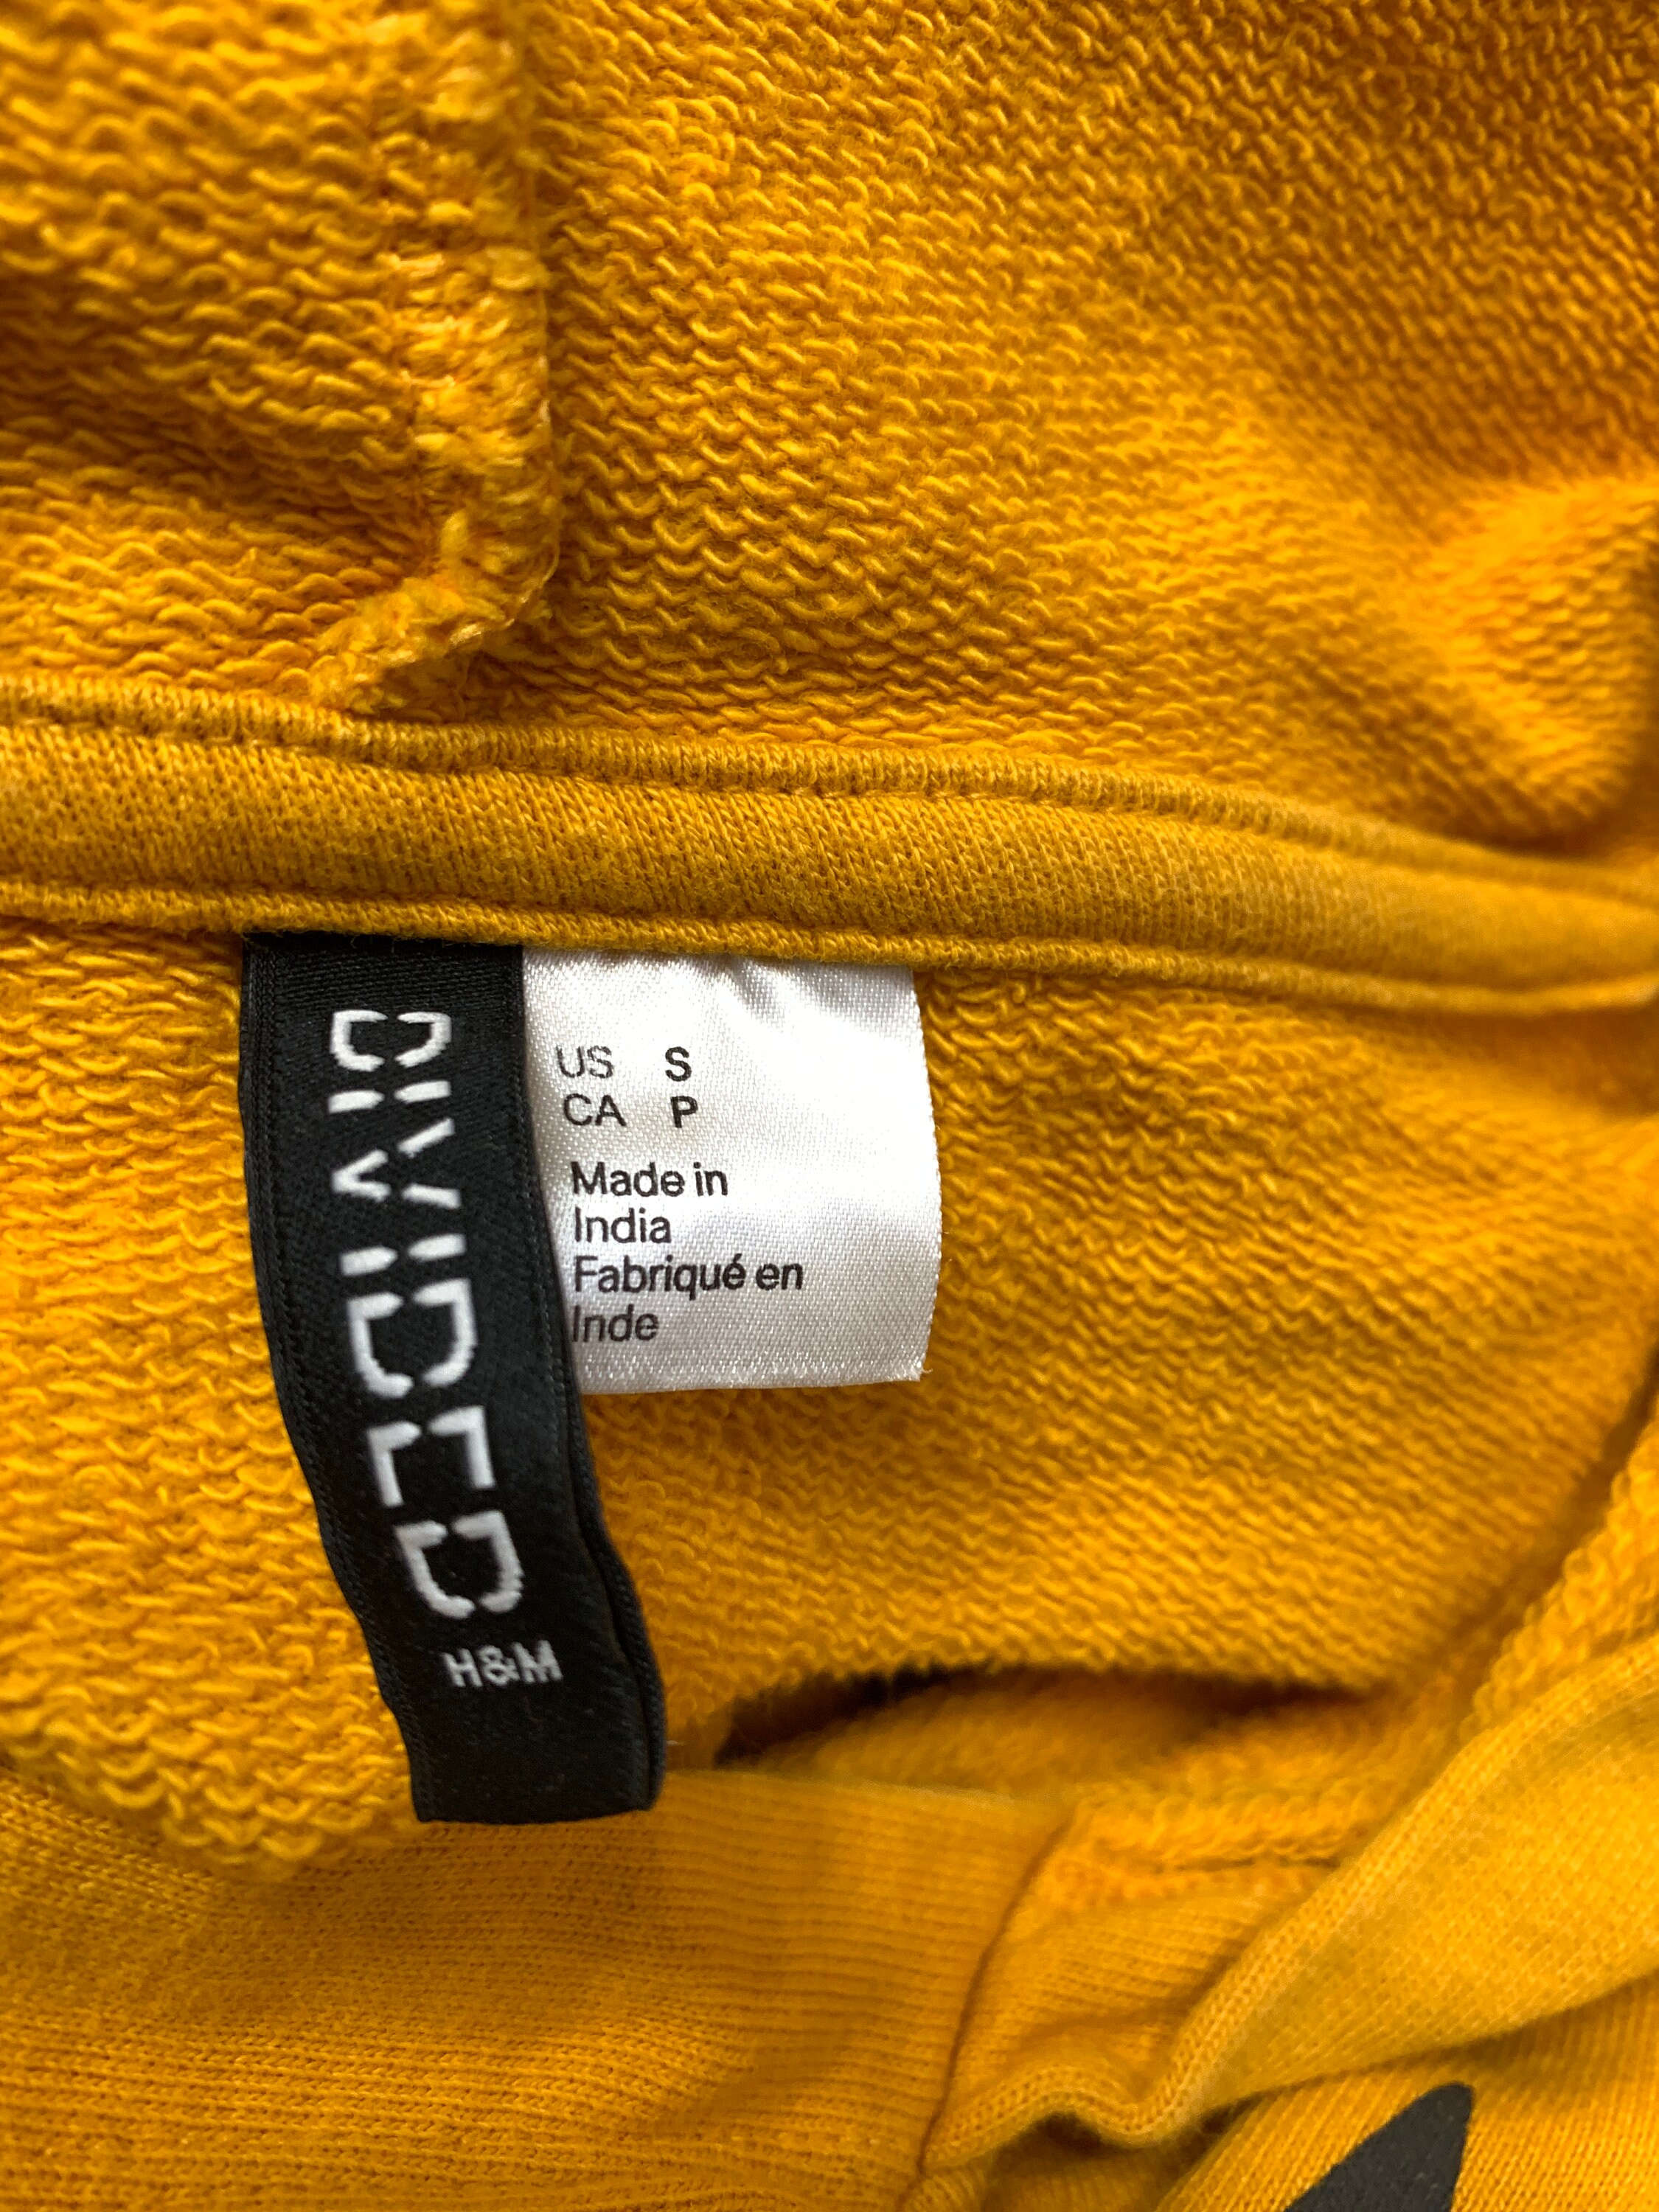 DIVIDED
H&M
US S
CA P
Made in
India
Fabriqué en
Inde